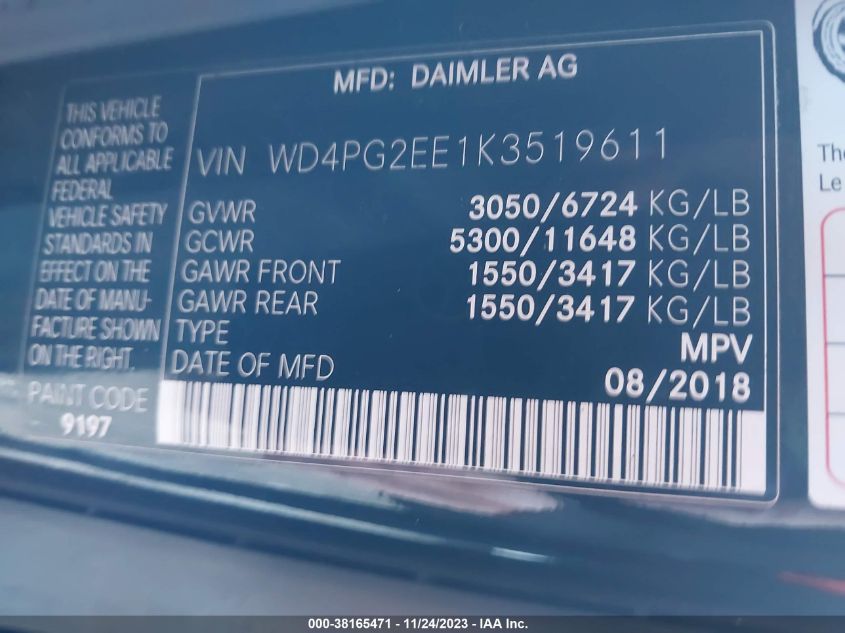 MFD: DAIMLER AG
THIS VEHICLE
CONFORMS TO
ALL APPLICABLE
FEDERAL
VEHICLE SAFETY
STANDARDS IN
EFFECT ON THE
DATE OF MANU-
FACTURE SHOWN
ON THE RIGHT.
PAINT CODE
9197
VIN WD4PG2EE1K3519611
GVWR 3050/6724 KG/LB
GCWR 5300/11648 KG/LB
GAWR FRONT 1550/3417 KG/LB
GAWR REAR 1550/3417 KG/LB
TYPE MPV
DATE OF MFD 08/2018
The
Le
000-38165471 - 11/24/2023 - IAA Inc.